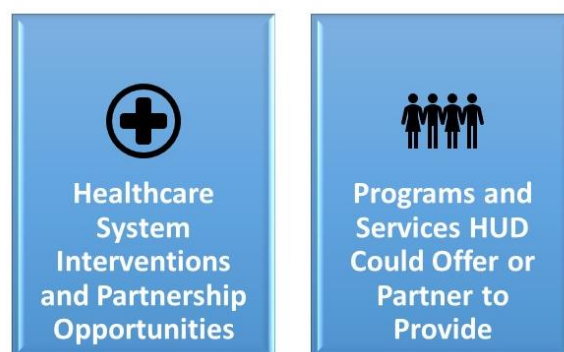 Healthcare
System
Interventions
and Partnership
Opportunities
Programs and
Services HUD
Could Offer or
Partner to
Provide